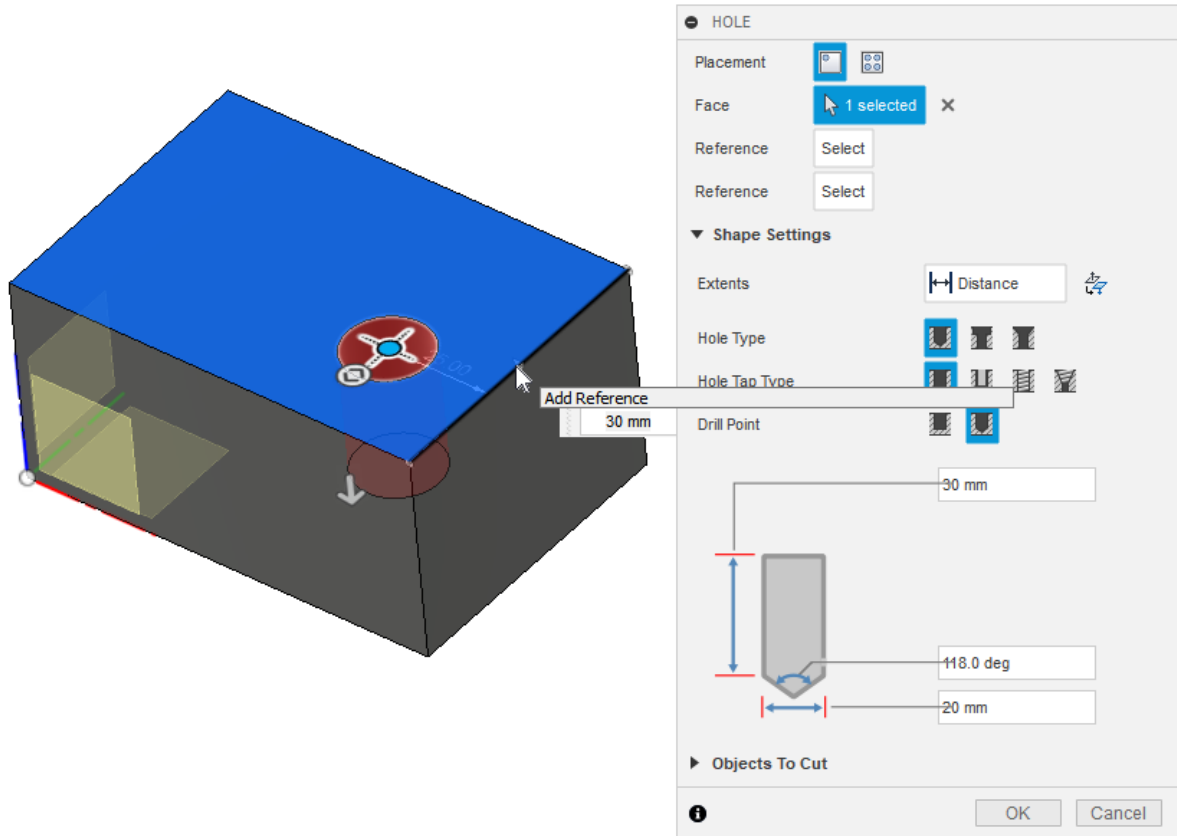 HOLE
Placement
Face
1 selected
Reference
Select
Reference
Select
Shape Settings
Extents
Distance
Hole Type
Hole Tap Type
Add Reference
30 mm
Drill Point
30 mm
118.0 deg
20 mm
Objects To Cut
OK
Cancel